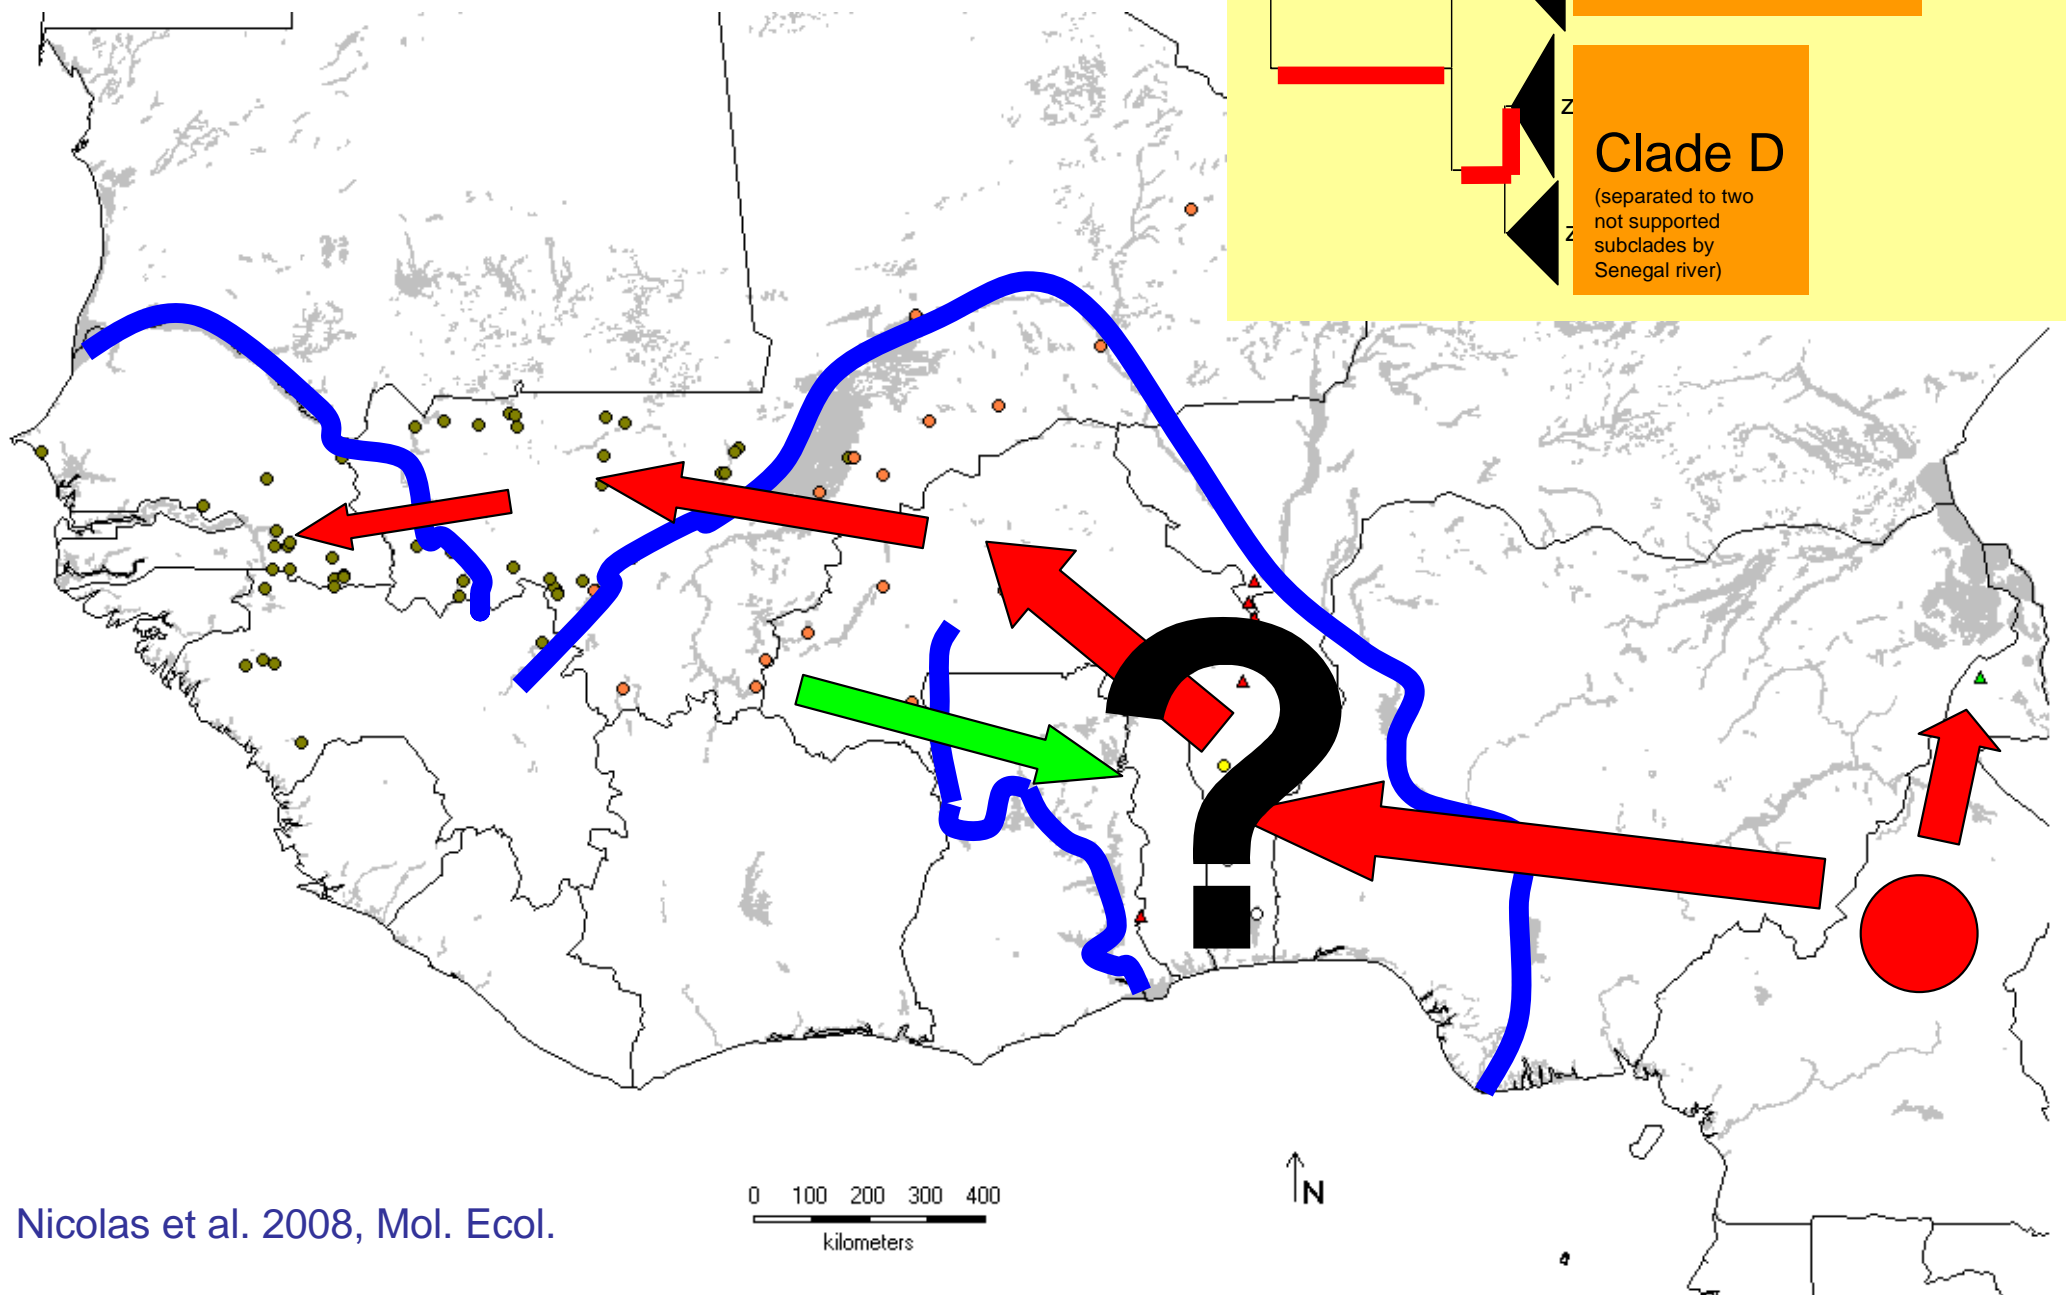 z
Clade D
(separated to two
not supported
subclades by
Senegal river)
z
?
0 100 200 300 400
kilometers
N
Nicolas et al. 2008, Mol. Ecol.